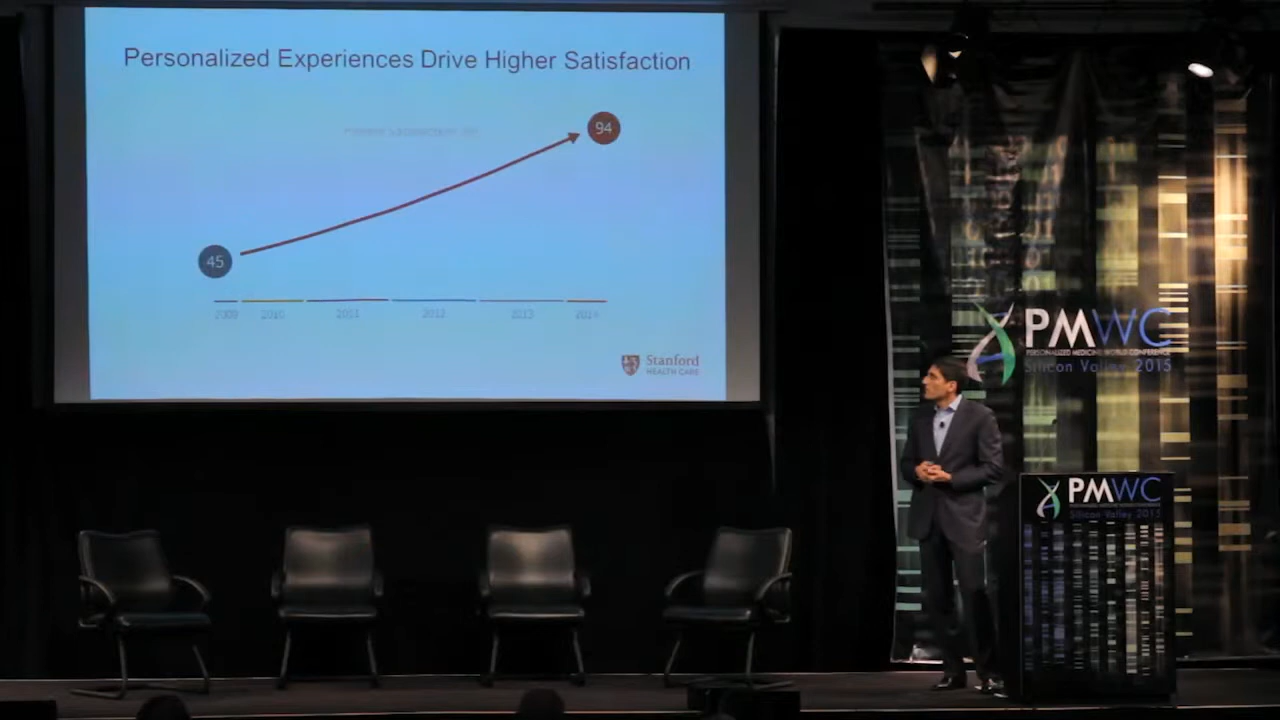 Personalized Experiences Drive Higher Satisfaction
94
45
2009 2010 2011 2012 2013 2014
Stanford
HEALTH CARE
PMWC
PERSONALIZED MEDICINE WORLD CONFERENCE
Silicon Valley 2015
PMWC
Silicon Valley 2015